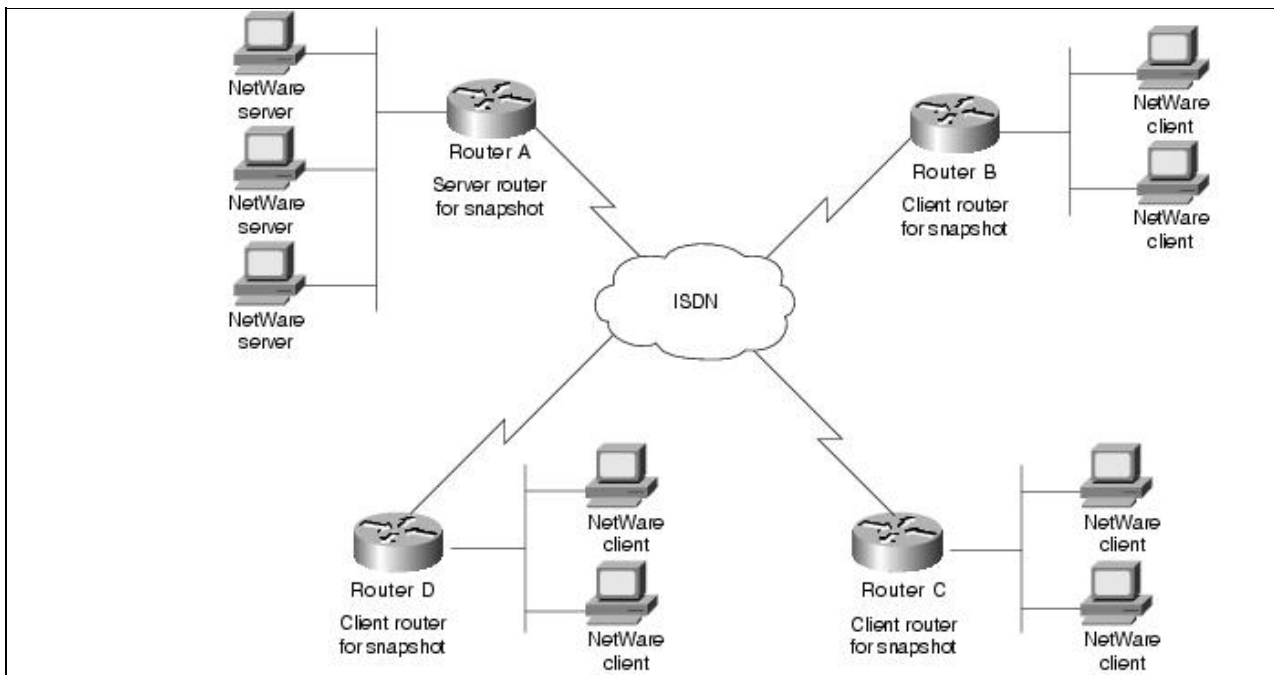 NetWare
server
NetWare
server
NetWare
server
Router A
Server router
for snapshot
Router B
Client router
for snapshot
NetWare
client
NetWare
client
ISDN
Router D
Client router
for snapshot
NetWare
client
NetWare
client
Router C
Client router
for snapshot
NetWare
client
NetWare
client